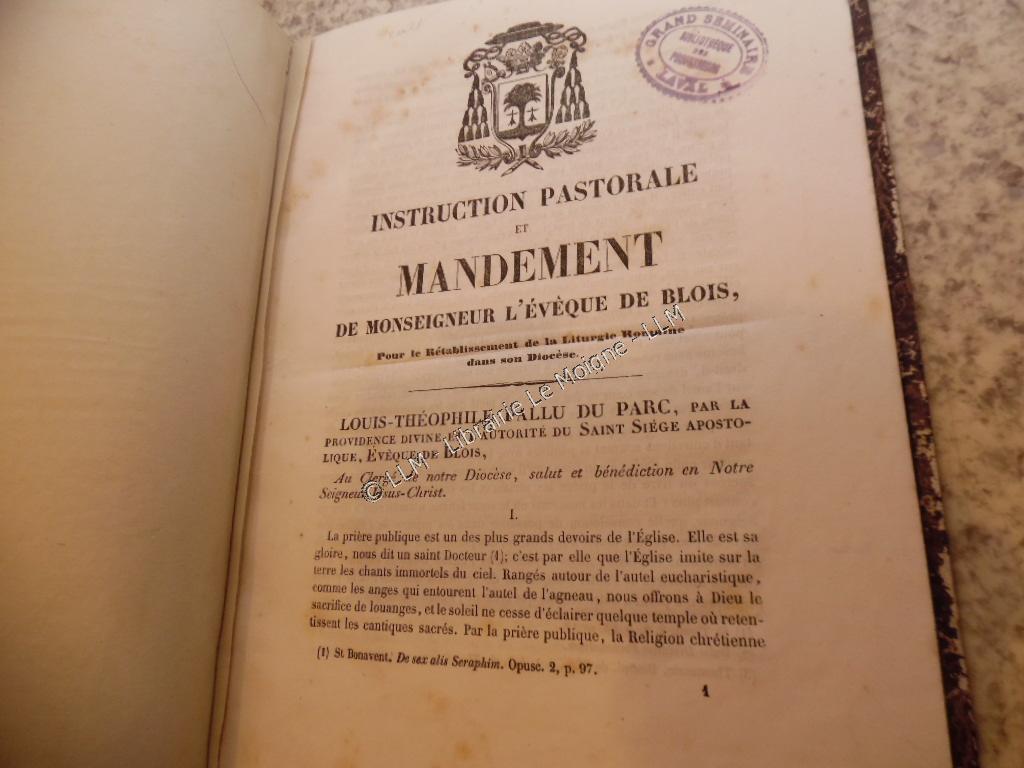 GRAND SÉMINAIRE
BIBLIOTHÈQUE
DES
LAVAL
INSTRUCTION PASTORALE
ET
MANDEMENT
DE MONSEIGNEUR L'ÉVÊQUE DE BLOIS,
Pour le Rétablissement de la Liturgie Romaine
dans son Diocèse.
LOUIS-THÉOPHILE PALLU DU PARC, PAR LA
PROVIDENCE DIVINE ET L'AUTORITÉ DU SAINT SIÉGE APOSTO-
LIQUE, ÉVÊQUE DE BLOIS,
Au Clergé de notre Diocèse, salut et bénédiction en Notre
Seigneur Jésus-Christ.
I.
La prière publique est un des plus grands devoirs de l'Église. Elle est sa
gloire, nous dit un saint Docteur (1); c'est par elle que l'Église imite sur la
terre les chants immortels du ciel. Rangés autour de l'autel eucharistique,
comme les anges qui entourent l'autel de l'agneau, nous offrons à Dieu le
sacrifice de louanges, et le soleil ne cesse d'éclairer quelque temple où reten-
tissent les cantiques sacrés. Par la prière publique, la Religion chrétienne
(1) St. Bonavent. De sex alis Seraphim. Opusc. 2, p. 97.
1
© LLM - Librairie Le Moigne - LLM